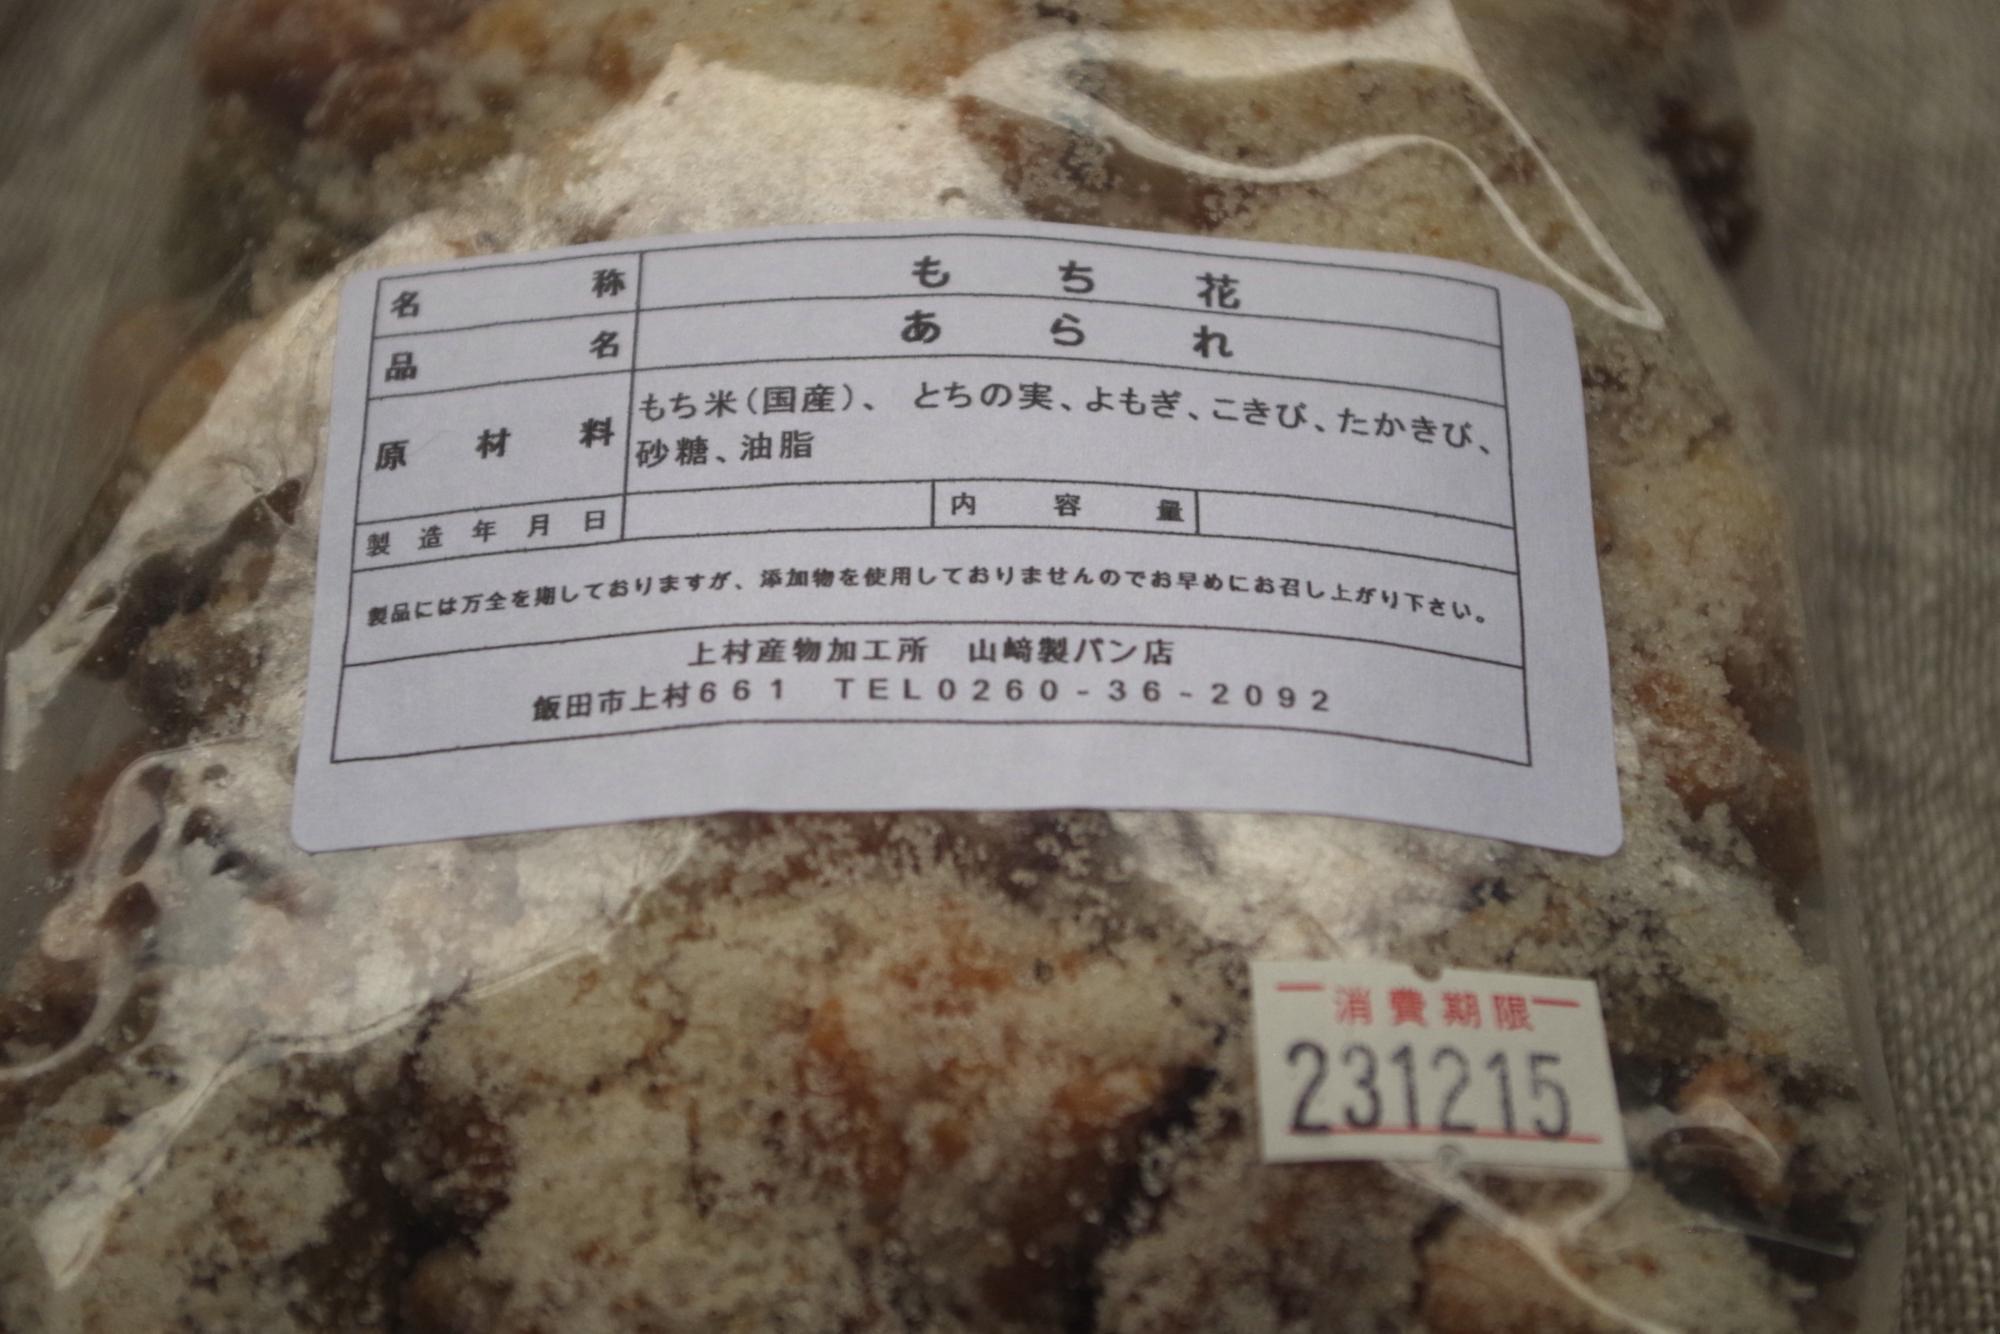 名称 もち花
品名 あられ
原材料 もち米（国産）、 とちの実、よもぎ、こきび、たかきび、
砂糖、油脂
製造年月日 内容量
製品には万全を期しておりますが、添加物を使用しておりませんのでお早めにお召し上がり下さい。
上村産物加工所 山﨑製パン店
飯田市上村661 TEL0260-36-2092
消費期限
231215